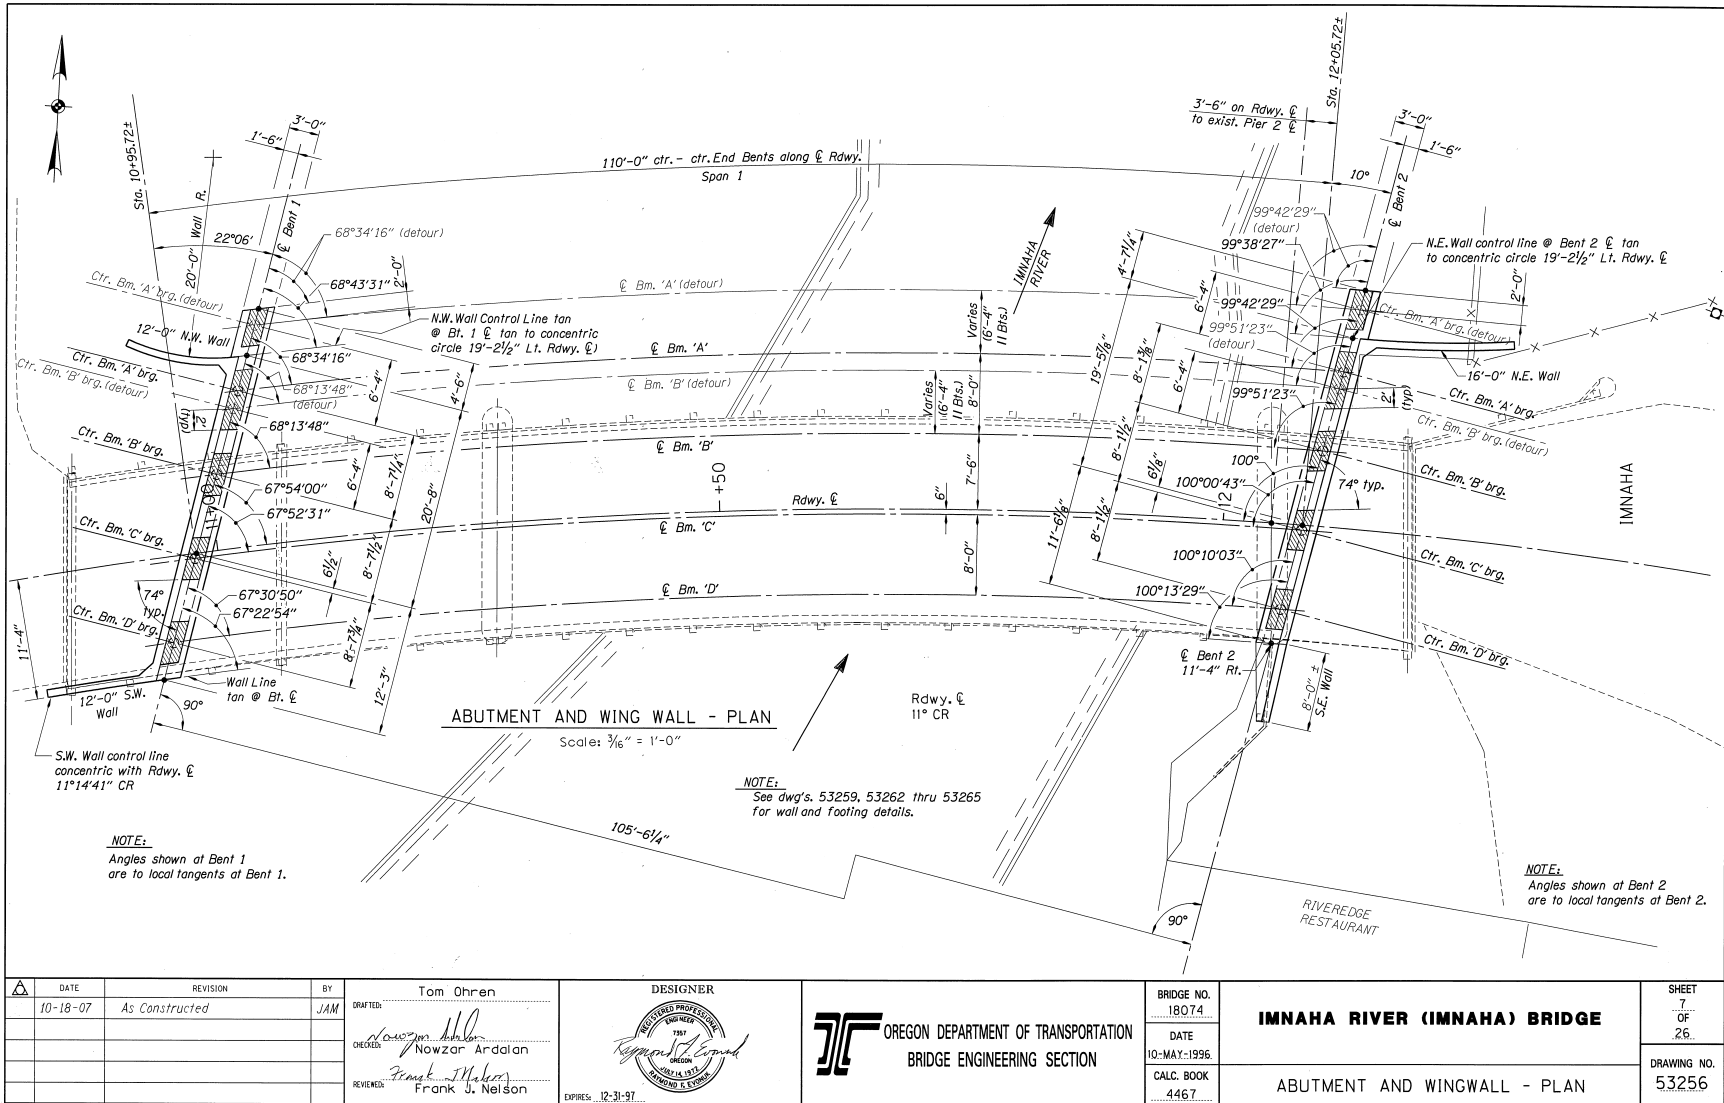 Sta. 10+95.72±
3'-0"
1'-6"
20'-0" Wall R.
℄ Bent 1
22°06'
68°34'16" (detour)
68°43'31"
2'-0"
110'-0" ctr. - ctr. End Bents along ℄ Rdwy.
Span 1
Sta. 12+05.72±
3'-6" on Rdwy. ℄
to exist. Pier 2 ℄
3'-0"
1'-6"
10°
℄ Bent 2
99°42'29"
(detour)
99°38'27"
N.E. Wall control line @ Bent 2 ℄ tan
to concentric circle 19'-2½" Lt. Rdwy. ℄
IMNAHA
RIVER
4'-7¼"
6'-4"
2'-0"
Ctr. Bm. 'A' brg. (detour)
12'-0" N.W. Wall
N.W. Wall Control Line tan
@ Bt. 1 ℄ tan to concentric
circle 19'-2½" Lt. Rdwy. ℄)
℄ Bm. 'A' (detour)
Varies
(6'-4"
11 Bts.)
99°42'29"
99°51'23"
(detour)
Ctr. Bm. 'A' brg. (detour)
Ctr. Bm. 'A' brg.
Ctr. Bm. 'B' brg. (detour)
68°34'16"
68°13'48"
(detour)
6'-4"
4'-6"
℄ Bm. 'A'
℄ Bm. 'B' (detour)
Varies
(6'-4"
11 Bts.)
8'-0"
19'-5⅞"
8'-1⅜"
6'-4"
99°51'23"
16'-0" N.E. Wall
2'
(typ.)
Ctr. Bm. 'A' brg.
Ctr. Bm. 'B' brg. (detour)
2'
(typ)
68°13'48"
Ctr. Bm. 'B' brg.
℄ Bm. 'B'
6'-4"
8'-7¼"
20'-8"
7'-6"
8'-1½"
6⅛"
100°
100°00'43"
74° typ.
Ctr. Bm. 'B' brg.
IMNAHA
67°54'00"
67°52'31"
11+00
+50
Rdwy. ℄
6"
12
Ctr. Bm. 'C' brg.
℄ Bm. 'C'
6½"
8'-7½"
8'-0"
11'-6⅛"
8'-1½"
100°10'03"
100°13'29"
Ctr. Bm. 'C' brg.
74°
typ.
67°30'50"
67°22'54"
℄ Bm. 'D'
Ctr. Bm. 'D' brg.
11'-4"
8'-7¾"
12'-3"
Ctr. Bm. 'D' brg.
℄ Bent 2
11'-4" Rt.
8'-0" ±
S.E. Wall
12'-0" S.W.
Wall
Wall Line
tan @ Bt. ℄
90°
ABUTMENT AND WING WALL - PLAN
Scale: 3/16" = 1'-0"
Rdwy. ℄
11° CR
S.W. Wall control line
concentric with Rdwy. ℄
11°14'41" CR
NOTE:
See dwg's. 53259, 53262 thru 53265
for wall and footing details.
105'-6¼"
NOTE:
Angles shown at Bent 1
are to local tangents at Bent 1.
90°
RIVEREDGE
RESTAURANT
NOTE:
Angles shown at Bent 2
are to local tangents at Bent 2.
DATE REVISION BY
10-18-07 As Constructed JAM
DRAFTED: Tom Ohren
CHECKED: Nowzar Ardalan
REVIEWED: Frank J. Nelson
DESIGNER
REGISTERED PROFESSIONAL
ENGINEER
7357
OREGON
JULY 14, 1972
EXPIRES: 12-31-97
OREGON DEPARTMENT OF TRANSPORTATION
BRIDGE ENGINEERING SECTION
BRIDGE NO.
18074
DATE
10-MAY-1996
CALC. BOOK
4467
IMNAHA RIVER (IMNAHA) BRIDGE
ABUTMENT AND WINGWALL - PLAN
SHEET
7
OF
26
DRAWING NO.
53256